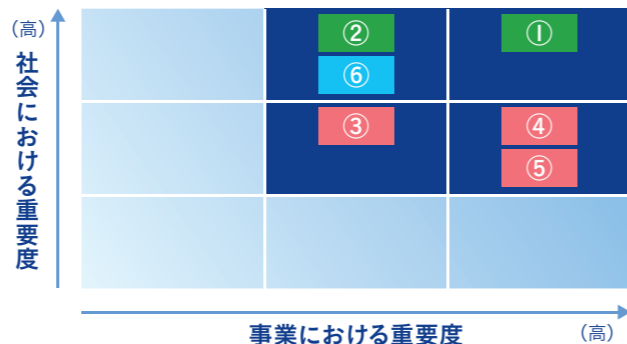 (高)
社会における重要度
② ①
⑥
③ ④
⑤
事業における重要度 (高)